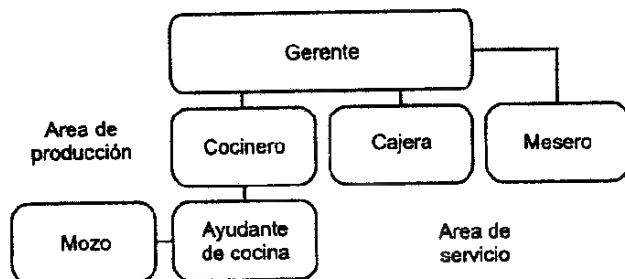 Gerente
Area de
producción
Cocinero
Cajera
Mesero
Mozo
Ayudante
de cocina
Area de
servicio